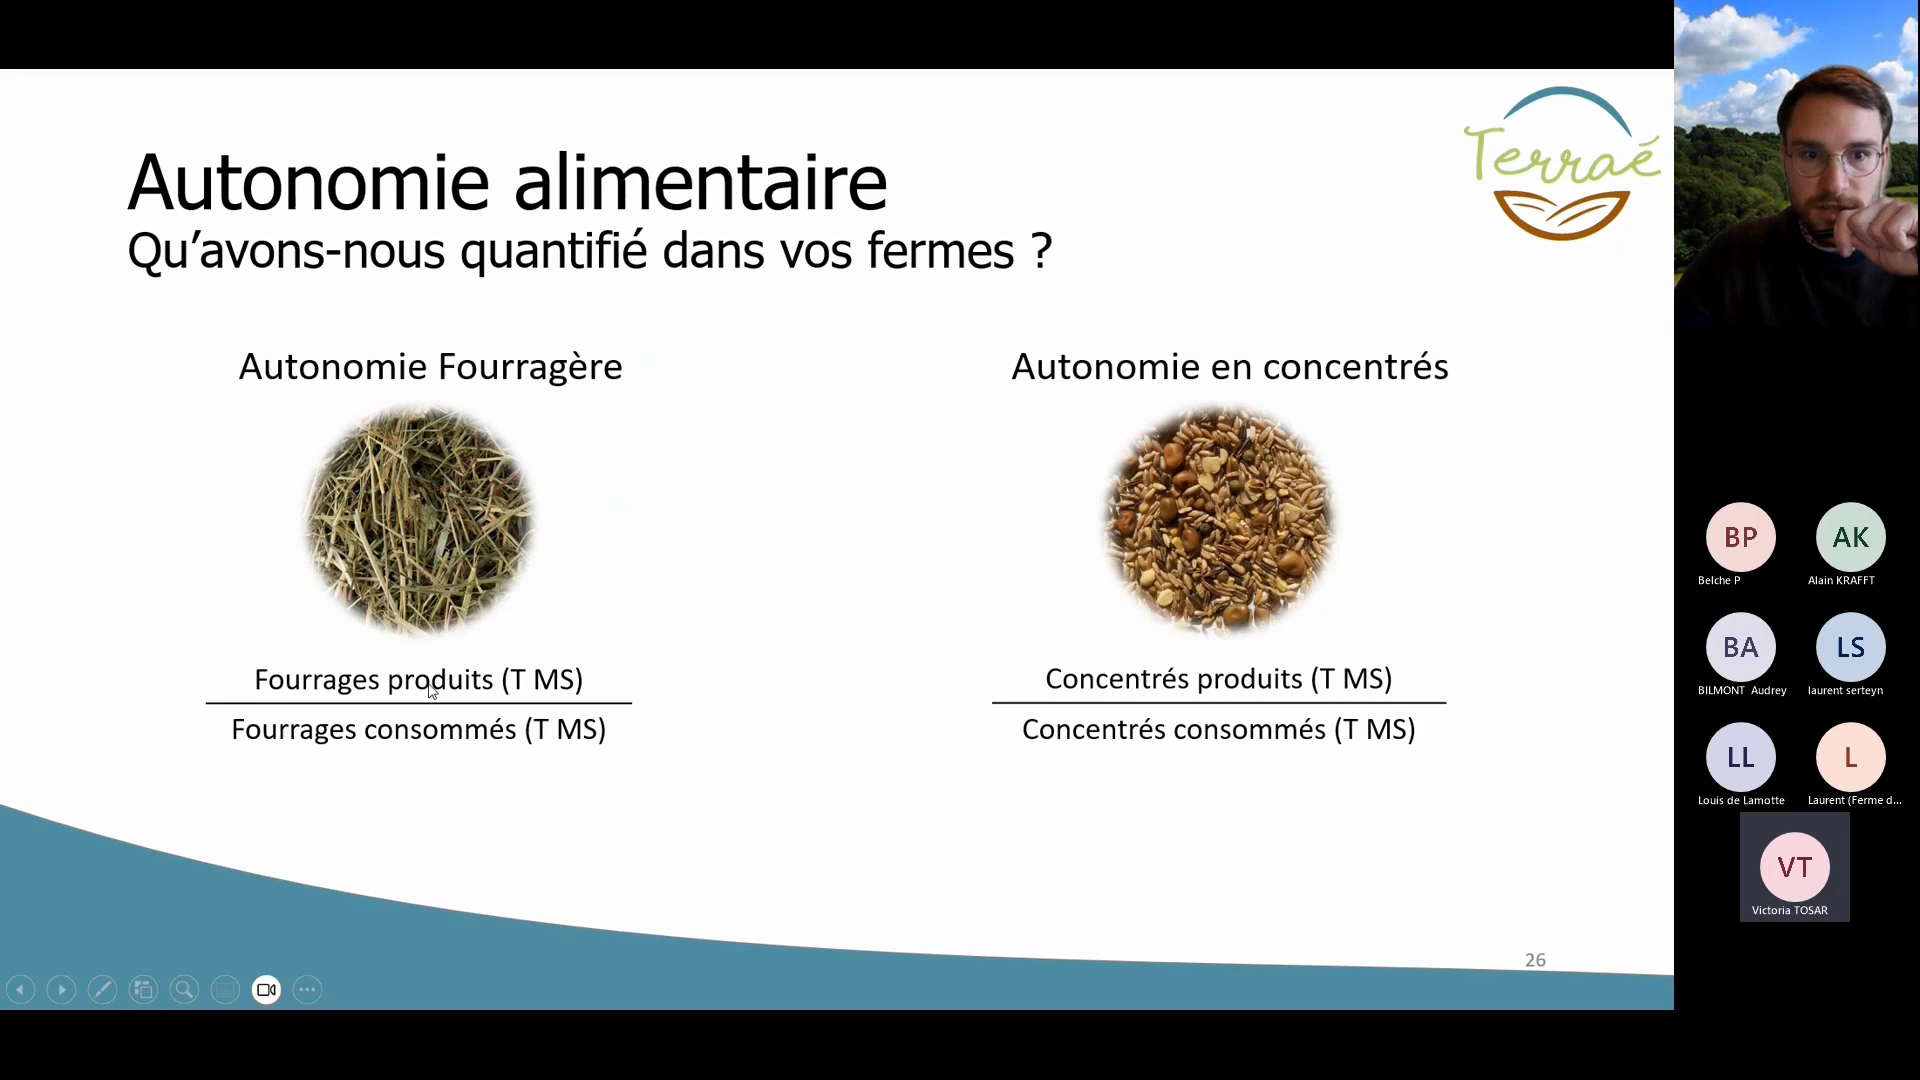 Autonomie alimentaire
Qu’avons-nous quantifié dans vos fermes ?
Terraé
Autonomie Fourragère
Autonomie en concentrés
Fourrages produits (T MS)
Fourrages consommés (T MS)
Concentrés produits (T MS)
Concentrés consommés (T MS)
26
BP
Belche P
AK
Alain KRAFFT
BA
BILMONT Audrey
LS
laurent serteyn
LL
Louis de Lamotte
L
Laurent (Ferme d...
VT
Victoria TOSAR